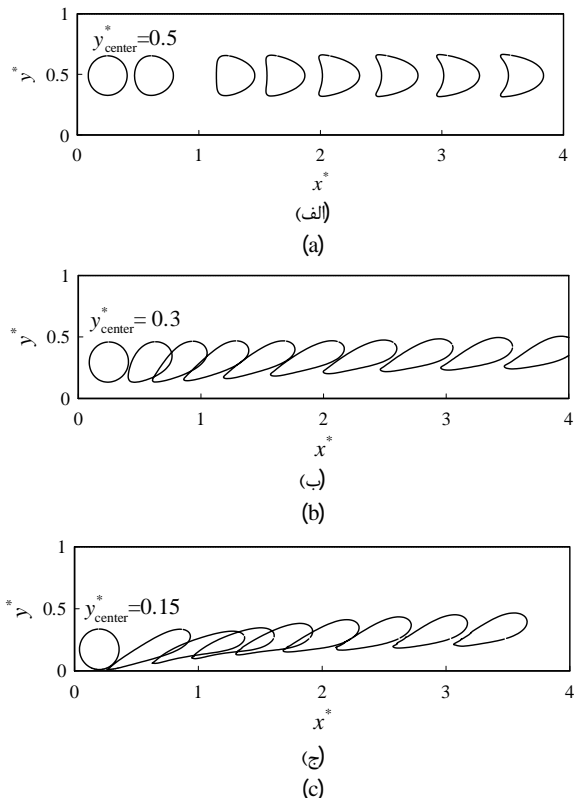 1
y*center=0.5
y*
0.5
0
0 1 2 3 4
x*
(الف)
(a)
1
y*center= 0.3
y*
0.5
0
0 1 2 3 4
x*
(ب)
(b)
1
y*center=0.15
y*
0.5
0
0 1 2 3 4
x*
(ج)
(c)